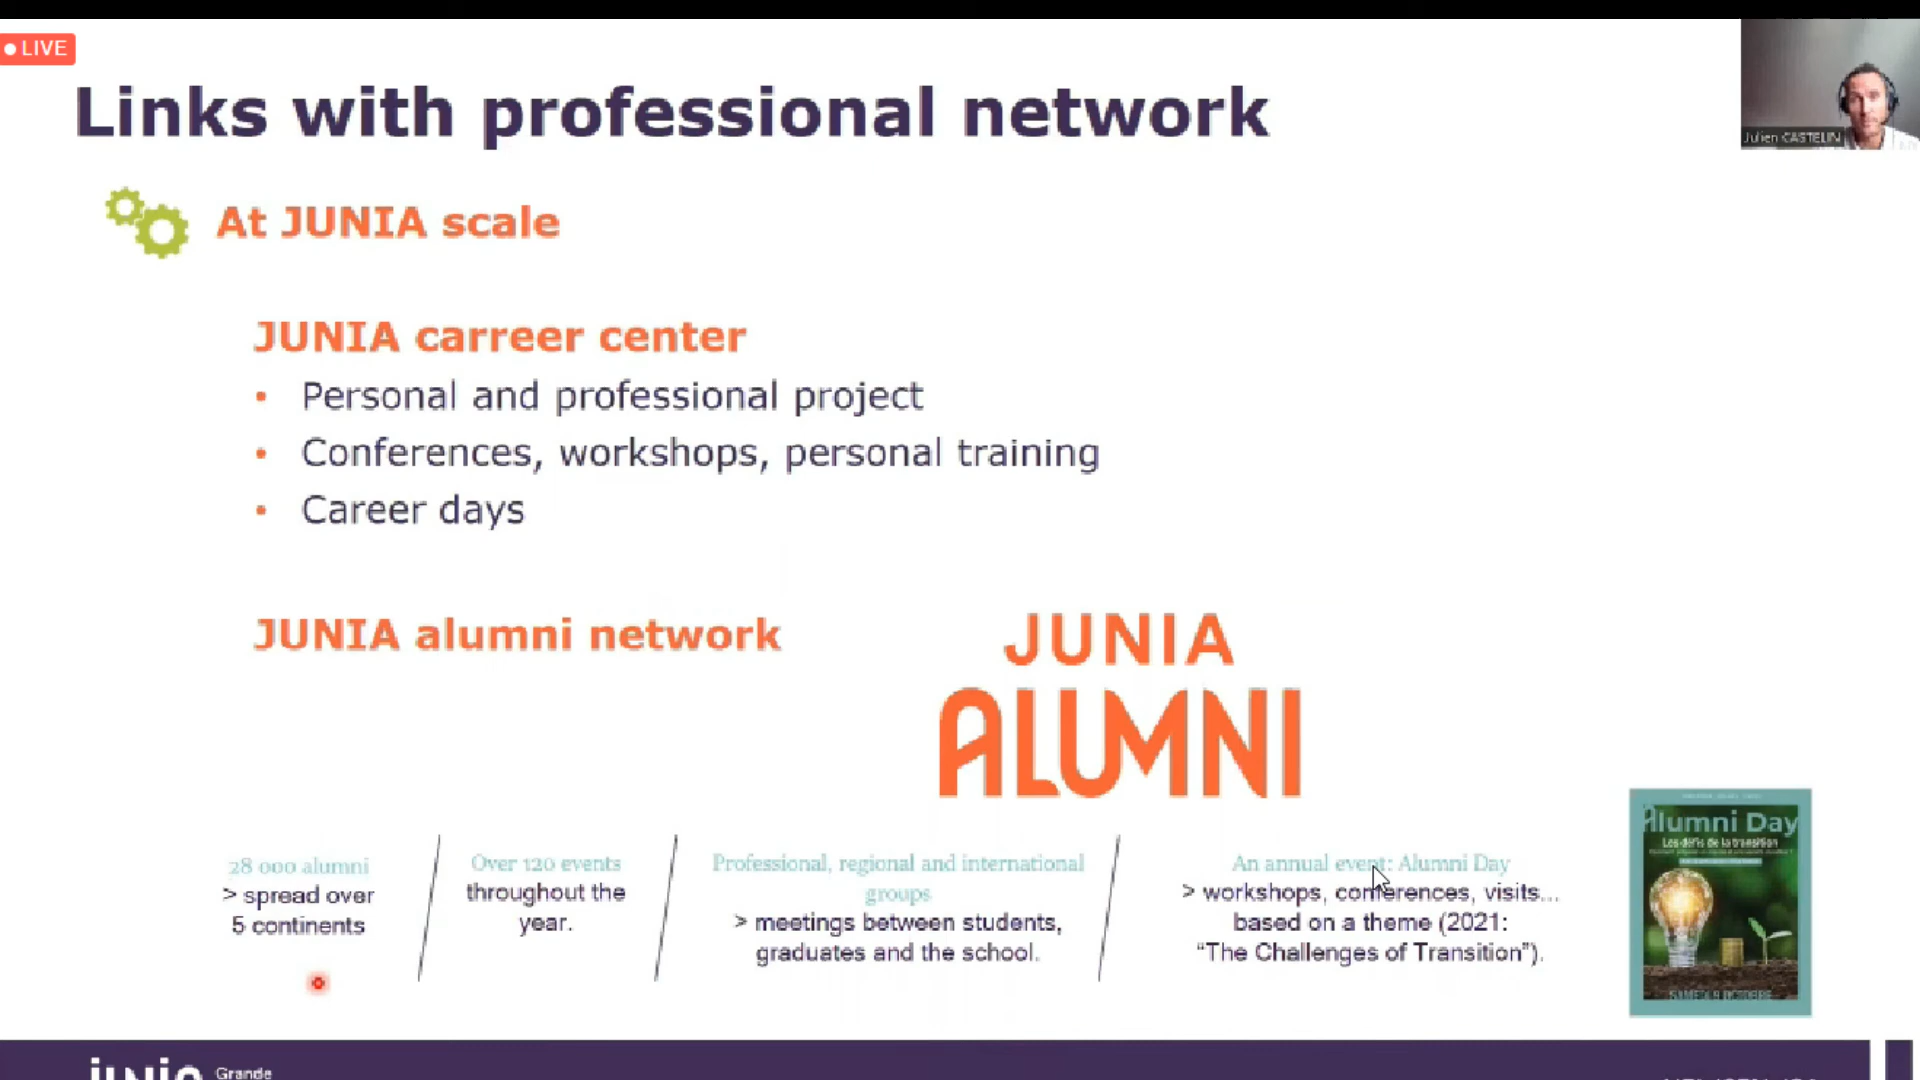 LIVE
Links with professional network
Julien CASTELIN
At JUNIA scale
JUNIA carreer center
• Personal and professional project
• Conferences, workshops, personal training
• Career days
JUNIA alumni network
JUNIA
ALUMNI
28 000 alumni
> spread over
5 continents
Over 120 events
throughout the
year.
Professional, regional and international
groups
> meetings between students,
graduates and the school.
An annual event: Alumni Day
> workshops, conferences, visits...
based on a theme (2021:
“The Challenges of Transition”).
Alumni Day
Les défis de la transition
SAMEDI 9 OCTOBRE
Grande